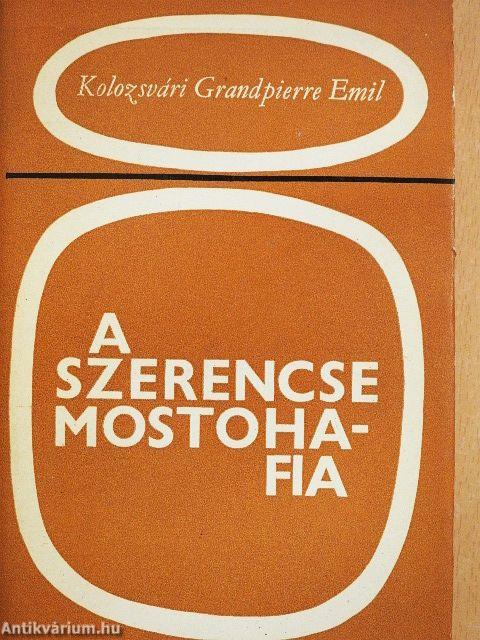 Kolozsvári Grandpierre Emil
A
SZERENCSE
MOSTOHA-
FIA
Antikvárium.hu